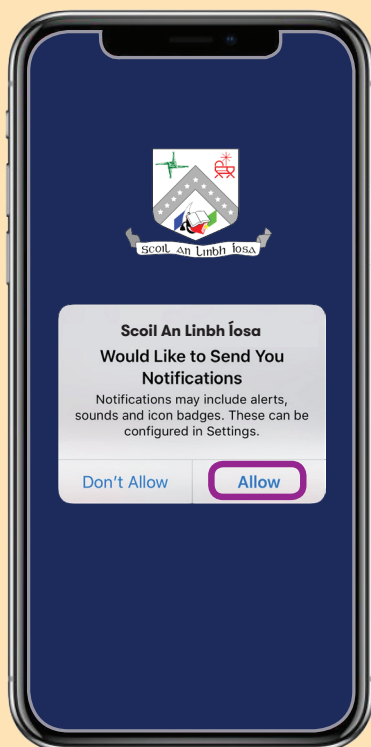 Scoil an Linbh Íosa
Scoil An Linbh Íosa
Would Like to Send You
Notifications
Notifications may include alerts,
sounds and icon badges. These can be
configured in Settings.
Don't Allow
Allow